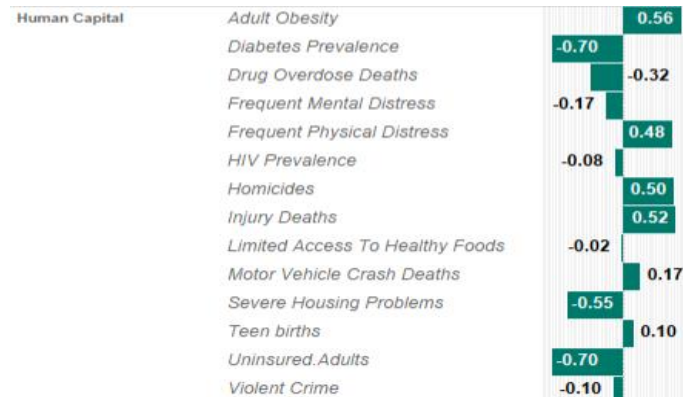 Human Capital Adult Obesity 0.56
Diabetes Prevalence -0.70
Drug Overdose Deaths -0.32
Frequent Mental Distress -0.17
Frequent Physical Distress 0.48
HIV Prevalence -0.08
Homicides 0.50
Injury Deaths 0.52
Limited Access To Healthy Foods -0.02
Motor Vehicle Crash Deaths 0.17
Severe Housing Problems -0.55
Teen births 0.10
Uninsured.Adults -0.70
Violent Crime -0.10